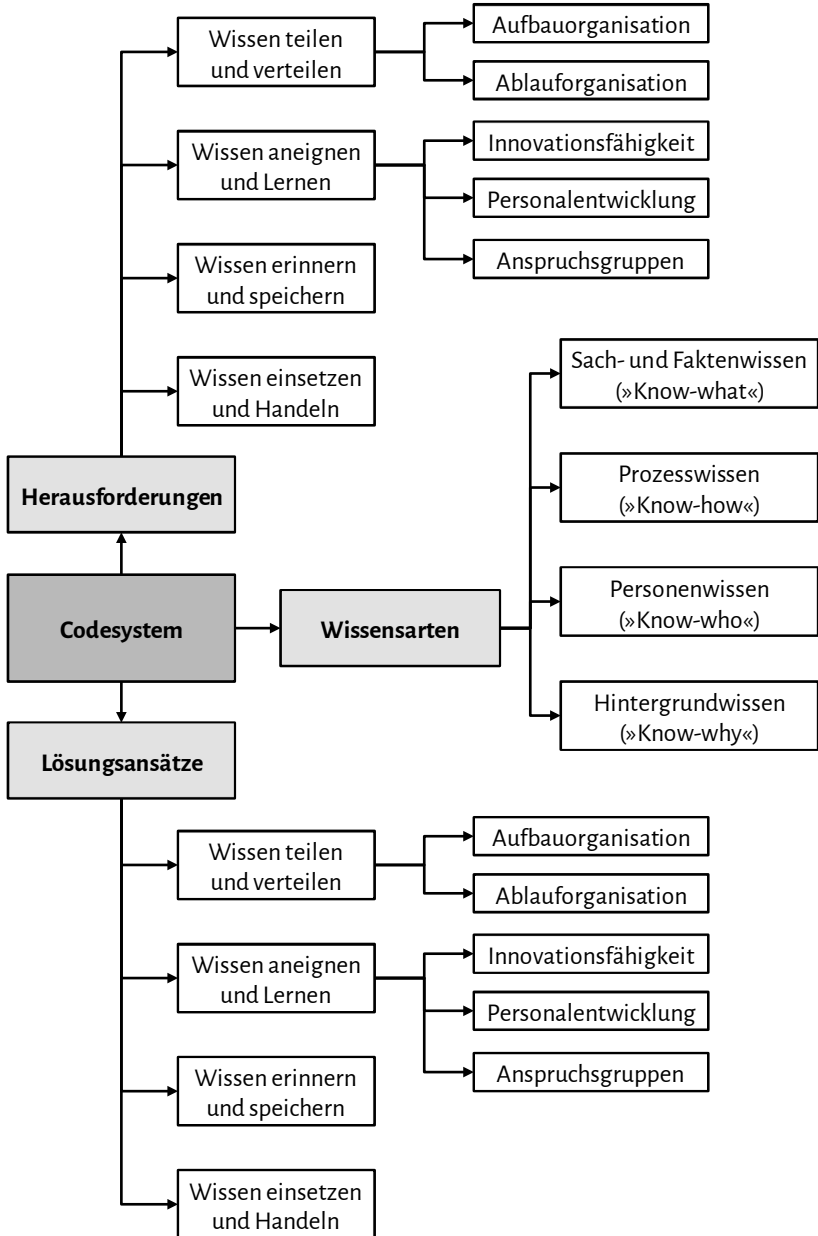 Wissen teilen
und verteilen
Aufbauorganisation
Ablauforganisation
Wissen aneignen
und Lernen
Innovationsfähigkeit
Personalentwicklung
Anspruchsgruppen
Wissen erinnern
und speichern
Wissen einsetzen
und Handeln
Herausforderungen
Codesystem
Wissensarten
Sach- und Faktenwissen
(»Know-what«)
Prozesswissen
(»Know-how«)
Personenwissen
(»Know-who«)
Hintergrundwissen
(»Know-why«)
Lösungsansätze
Wissen teilen
und verteilen
Aufbauorganisation
Ablauforganisation
Wissen aneignen
und Lernen
Innovationsfähigkeit
Personalentwicklung
Anspruchsgruppen
Wissen erinnern
und speichern
Wissen einsetzen
und Handeln